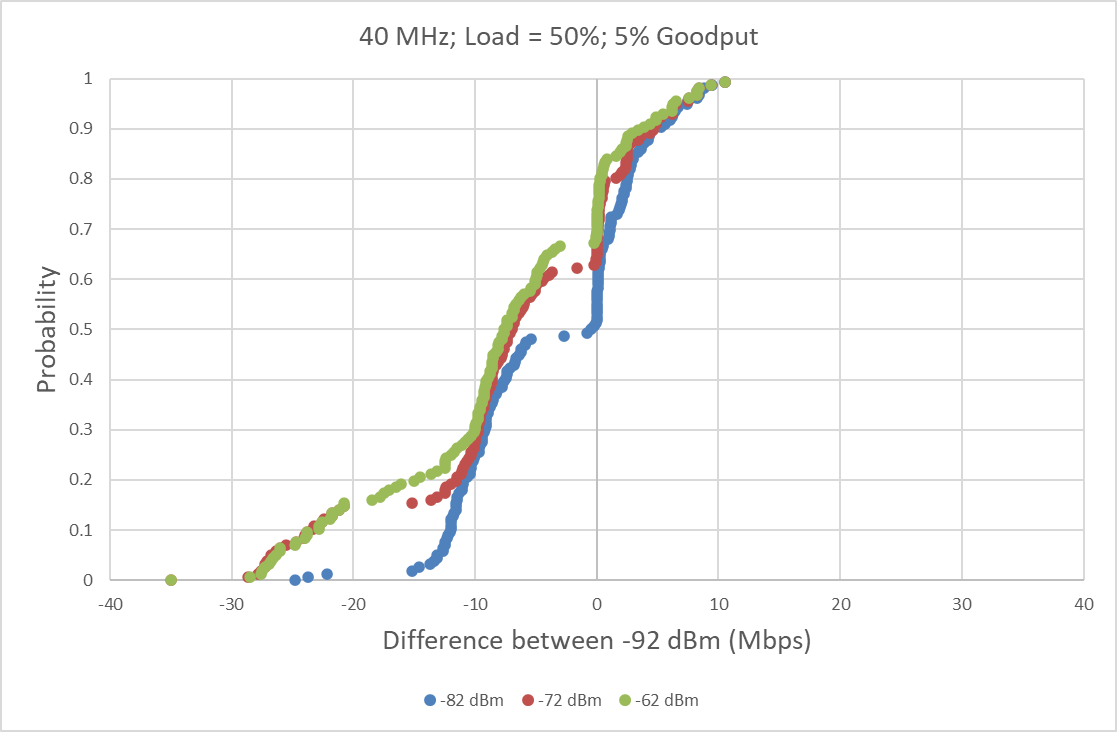 40 MHz; Load = 50%; 5% Goodput
1
0.9
0.8
0.7
0.6
0.5
0.4
0.3
0.2
0.1
0
Probability
-40 -30 -20 -10 0 10 20 30 40
Difference between -92 dBm (Mbps)
-82 dBm -72 dBm -62 dBm